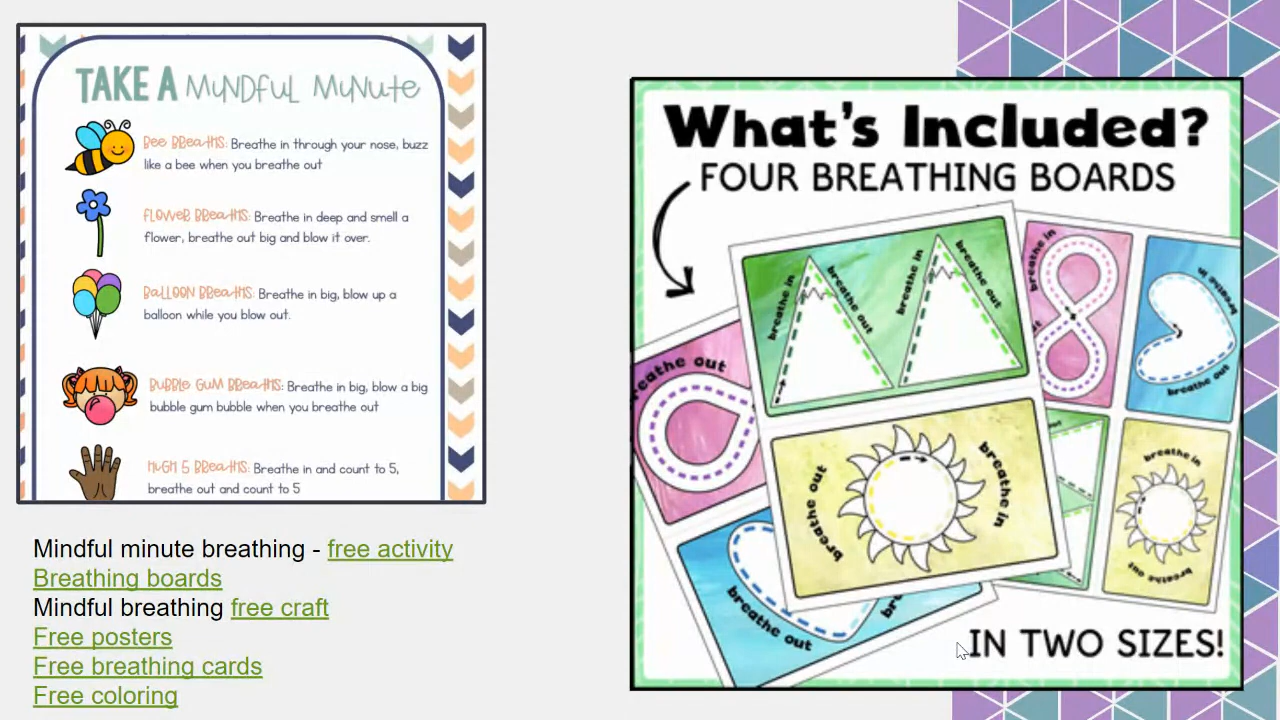 TAKE A MINDFUL MINUTE
BEE BREATHS: Breathe in through your nose, buzz
like a bee when you breathe out
FLOWER BREATHS: Breathe in deep and smell a
flower, breathe out big and blow it over.
BALLOON BREATHS: Breathe in big, blow up a
balloon while you blow out.
BUBBLE GUM BREATHS: Breathe in big, blow a big
bubble gum bubble when you breathe out
HIGH 5 BREATHS: Breathe in and count to 5,
breathe out and count to 5
Mindful minute breathing - free activity
Breathing boards
Mindful breathing free craft
Free posters
Free breathing cards
Free coloring
What's Included?
FOUR BREATHING BOARDS
breathe in
breathe out
breathe in
breathe out
breathe in
out
breathe in
breathe out
breathe out
breathe out
breathe in
out
breathe in
breathe out
breathe out
IN TWO SIZES!